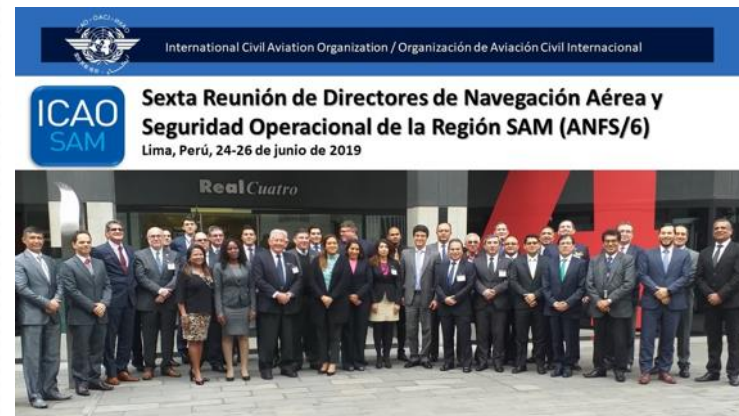 International Civil Aviation Organization / Organización de Aviación Civil Internacional
ICAO
SAM
Sexta Reunión de Directores de Navegación Aérea y
Seguridad Operacional de la Región SAM (ANFS/6)
Lima, Perú, 24-26 de junio de 2019
Real Cuatro